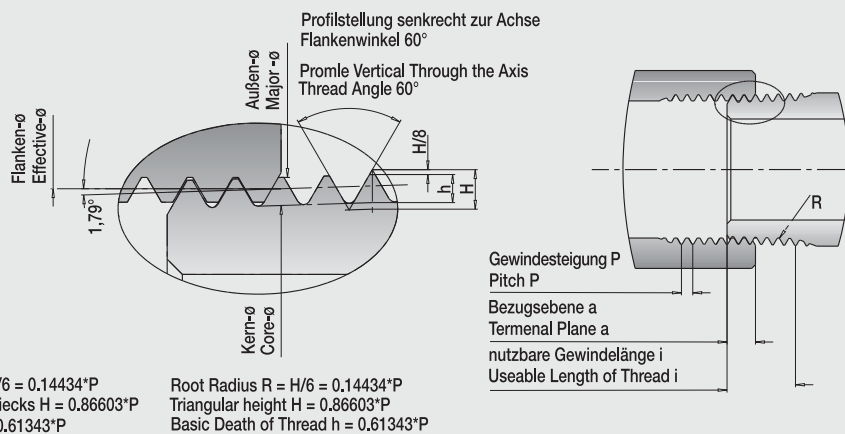 Profilstellung senkrecht zur Achse
Flankenwinkel 60°
Promle Vertical Through the Axis
Thread Angle 60°
Außen-ø
Major -ø
Flanken-ø
Effective-ø
1,79°
H/8
h
H
Kern-ø
Core-ø
R
Gewindesteigung P
Pitch P
Bezugsebene a
Termenal Plane a
nutzbare Gewindelänge i
Useable Length of Thread i
/6 = 0.14434*P
iecks H = 0.86603*P
0.61343*P
Root Radius R = H/6 = 0.14434*P
Triangular height H = 0.86603*P
Basic Death of Thread h = 0.61343*P